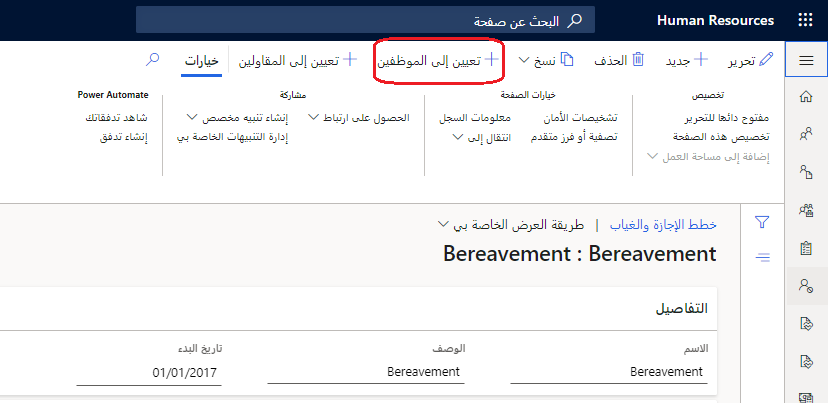 Human Resources
البحث عن صفحة
تحرير
جديد
الحذف
نسخ
تعيين إلى الموظفين
تعيين إلى المقاولين
خيارات
تخصيص
مفتوح دائها للتحرير
تخصيص هذه الصفحة
إضافة إلى مساحة العمل
خيارات الصفحة
تشخيصات الأمان
معلومات السجل
تصفية أو فرز متقدم
انتقال إلى
مشاركة
الحصول على ارتباط
إنشاء تنبيه مخصص
إدارة التنبيهات الخاصة بي
Power Automate
شاهد تدفقاتك
إنشاء تدفق
خطط الإجازة والغياب | طريقة العرض الخاصة بي
Bereavement : Bereavement
التفاصيل
الاسم
الوصف
تاريخ البدء
Bereavement
Bereavement
01/01/2017